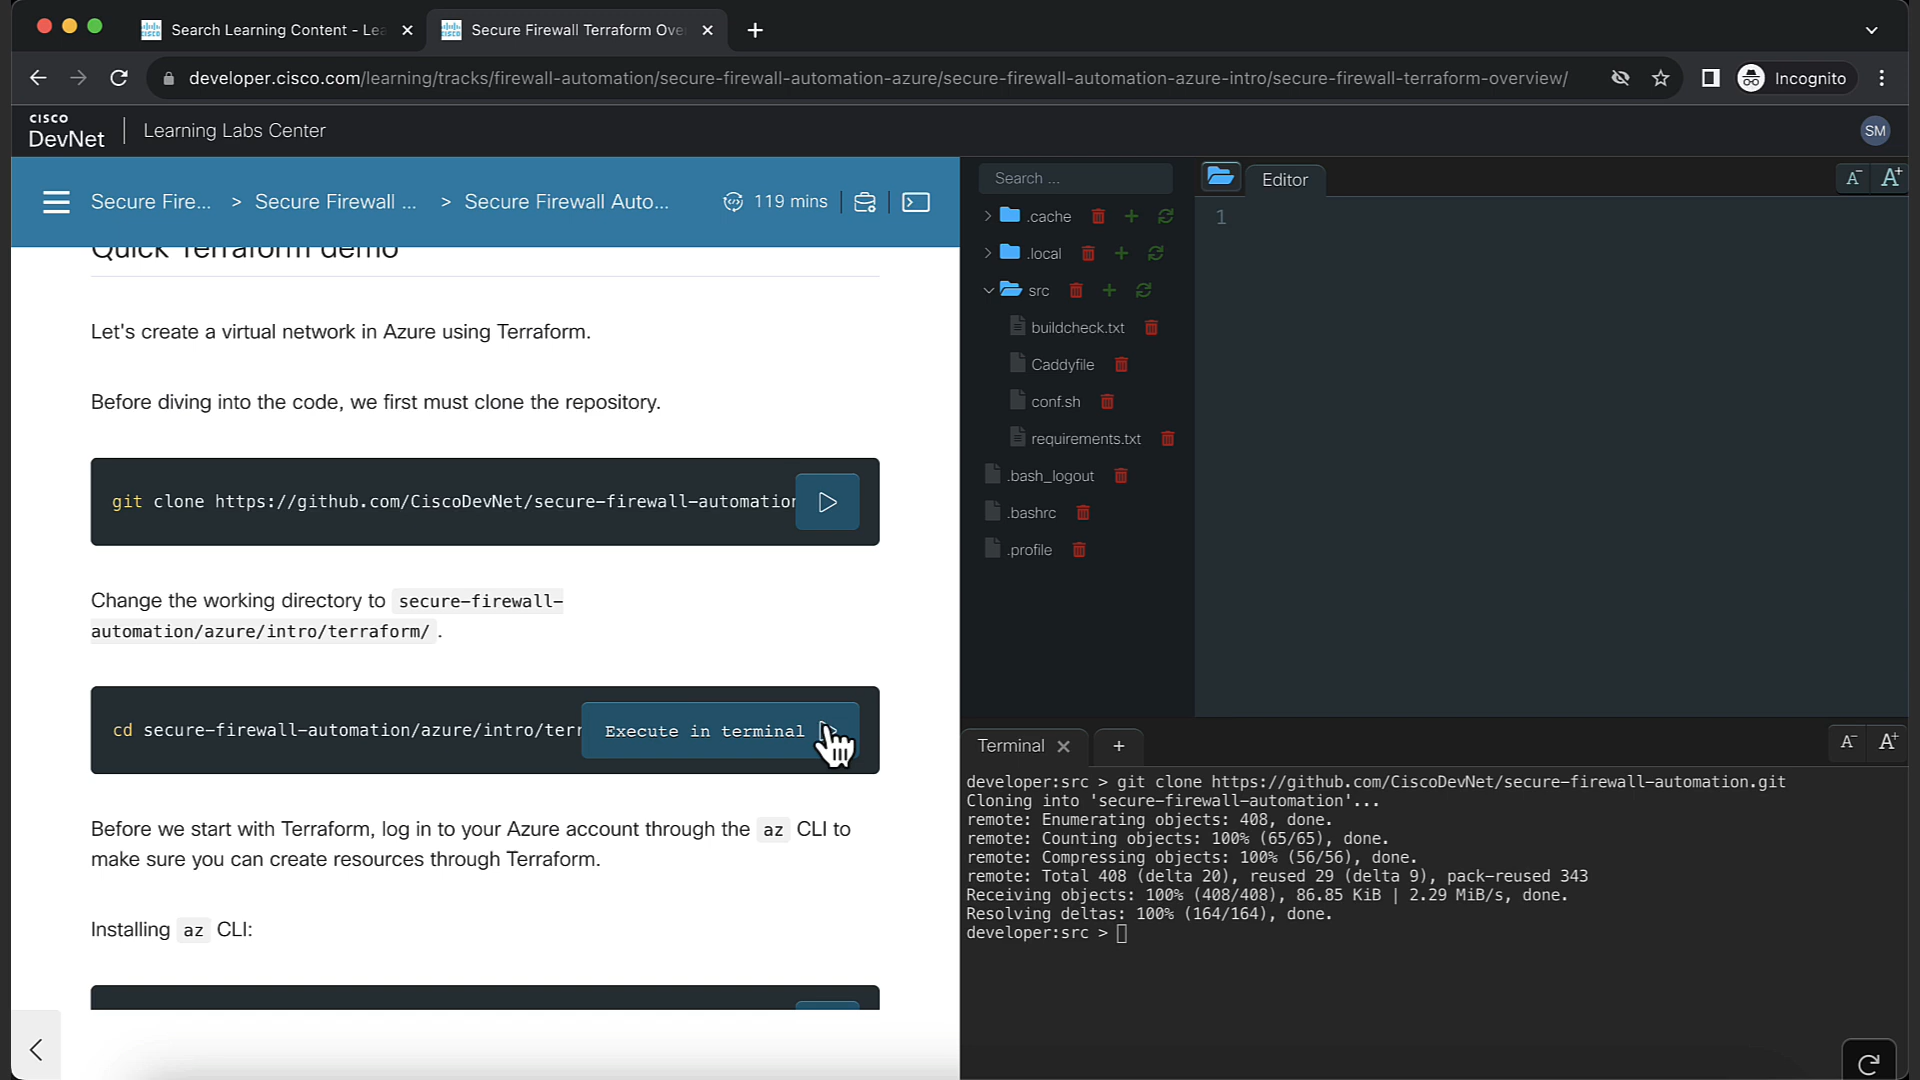 Search Learning Content - Lea
Secure Firewall Terraform Ove
developer.cisco.com/learning/tracks/firewall-automation/secure-firewall-automation-azure/secure-firewall-automation-azure-intro/secure-firewall-terraform-overview/
Incognito
CISCO
DevNet
Learning Labs Center
SM
Secure Fire... > Secure Firewall ... > Secure Firewall Auto...
119 mins
Quick Terraform demo
Let's create a virtual network in Azure using Terraform.
Before diving into the code, we first must clone the repository.
git clone https://github.com/CiscoDevNet/secure-firewall-automation
Change the working directory to secure-firewall-
automation/azure/intro/terraform/ .
cd secure-firewall-automation/azure/intro/terr
Execute in terminal
Before we start with Terraform, log in to your Azure account through the az CLI to
make sure you can create resources through Terraform.
Installing az CLI:
Search ...
.cache
.local
src
buildcheck.txt
Caddyfile
conf.sh
requirements.txt
.bash_logout
.bashrc
.profile
Editor
A- A+
1
Terminal
A- A+
developer:src > git clone https://github.com/CiscoDevNet/secure-firewall-automation.git
Cloning into 'secure-firewall-automation'...
remote: Enumerating objects: 408, done.
remote: Counting objects: 100% (65/65), done.
remote: Compressing objects: 100% (56/56), done.
remote: Total 408 (delta 20), reused 29 (delta 9), pack-reused 343
Receiving objects: 100% (408/408), 86.85 KiB | 2.29 MiB/s, done.
Resolving deltas: 100% (164/164), done.
developer:src >